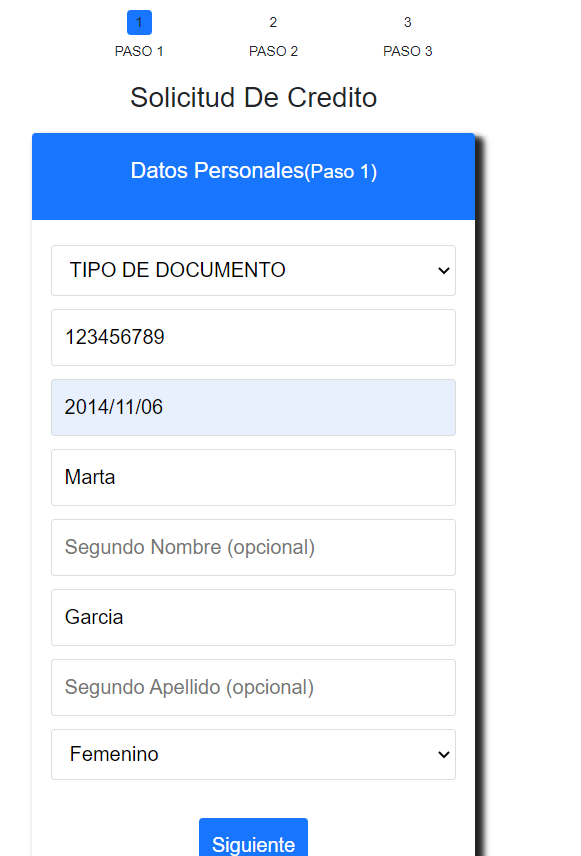 1 2 3
PASO 1 PASO 2 PASO 3
Solicitud De Credito
Datos Personales(Paso 1)
TIPO DE DOCUMENTO
123456789
2014/11/06
Marta
Segundo Nombre (opcional)
Garcia
Segundo Apellido (opcional)
Femenino
Siguiente